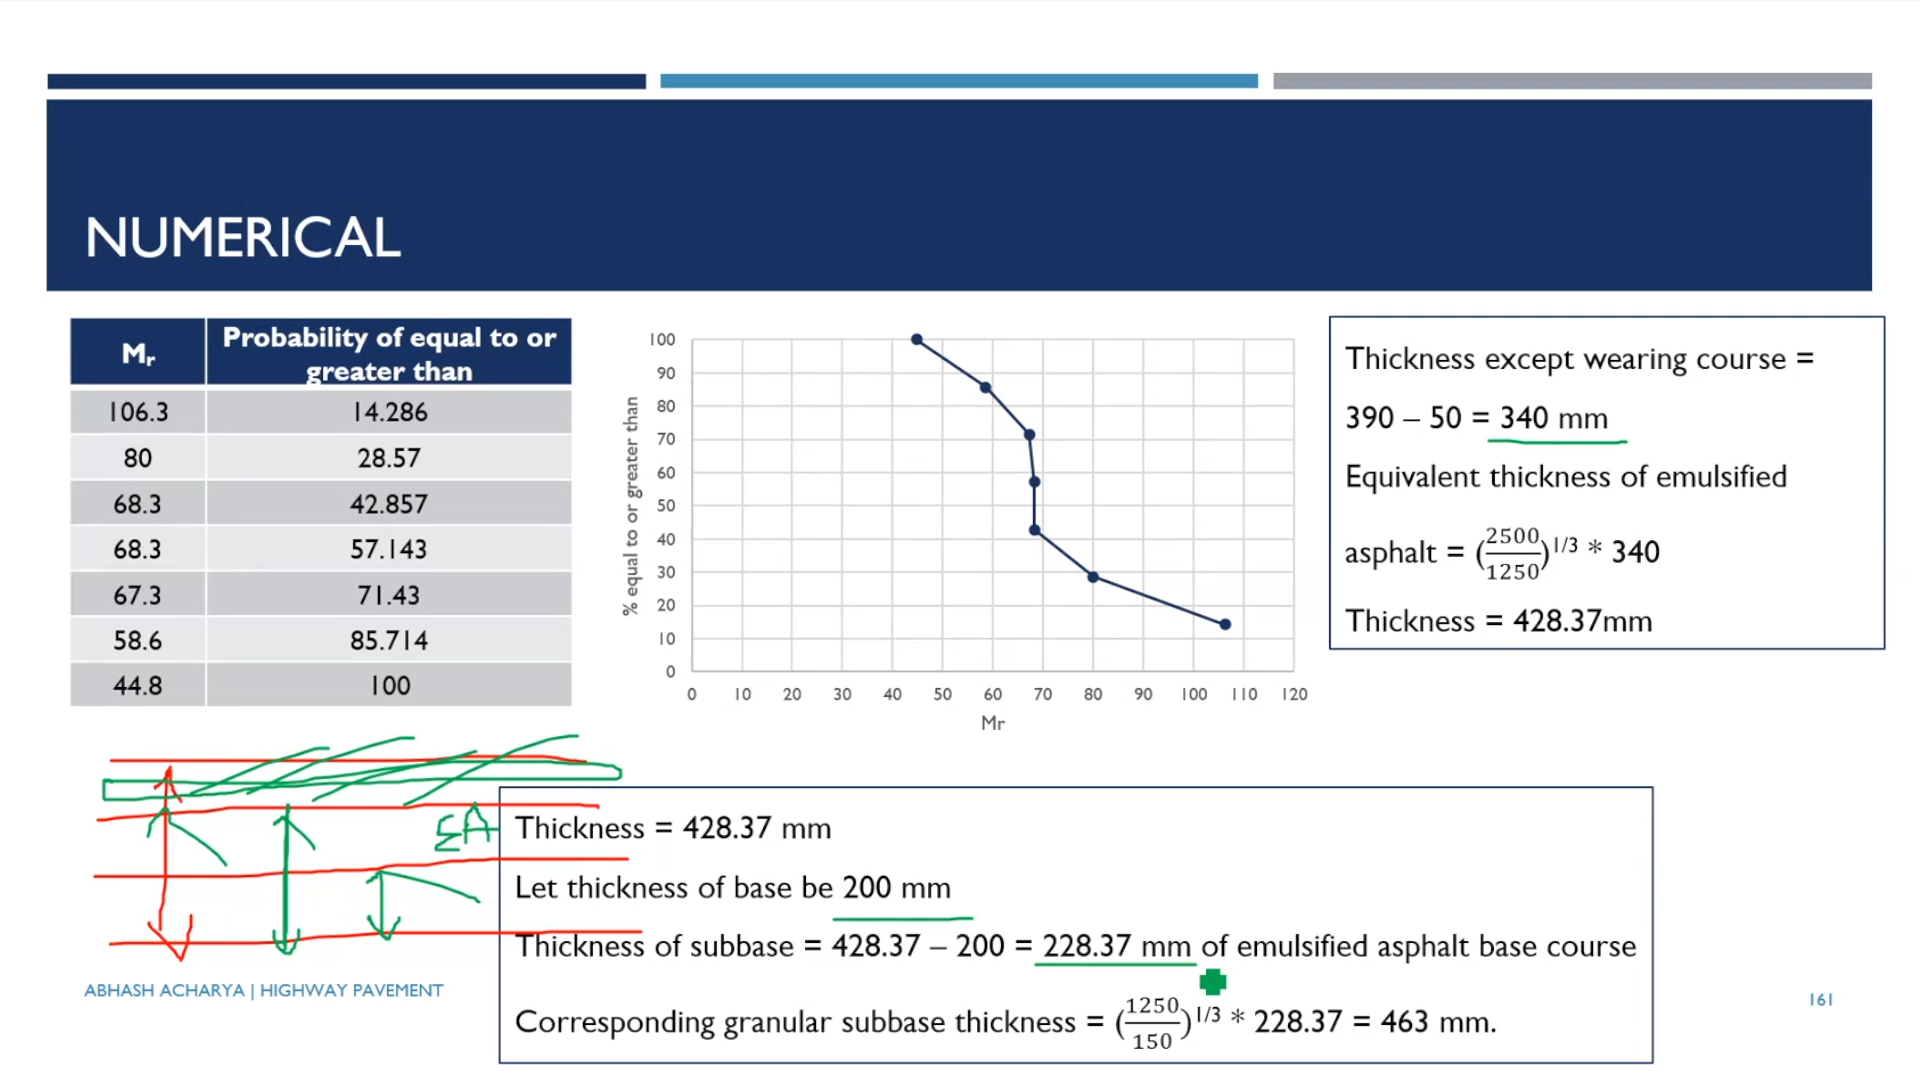 NUMERICAL
Mr
Probability of equal to or
greater than
106.3 14.286
80 28.57
68.3 42.857
68.3 57.143
67.3 71.43
58.6 85.714
44.8 100
% equal to or greater than
100
90
80
70
60
50
40
30
20
10
0
0 10 20 30 40 50 60 70 80 90 100 110 120
Mr
Thickness except wearing course =
390 – 50 = 340 mm
Equivalent thickness of emulsified
asphalt = (2500/1250)^1/3 * 340
Thickness = 428.37mm
EA
Thickness = 428.37 mm
Let thickness of base be 200 mm
Thickness of subbase = 428.37 – 200 = 228.37 mm of emulsified asphalt base course
Corresponding granular subbase thickness = (1250/150)^1/3 * 228.37 = 463 mm.
ABHASH ACHARYA | HIGHWAY PAVEMENT
161